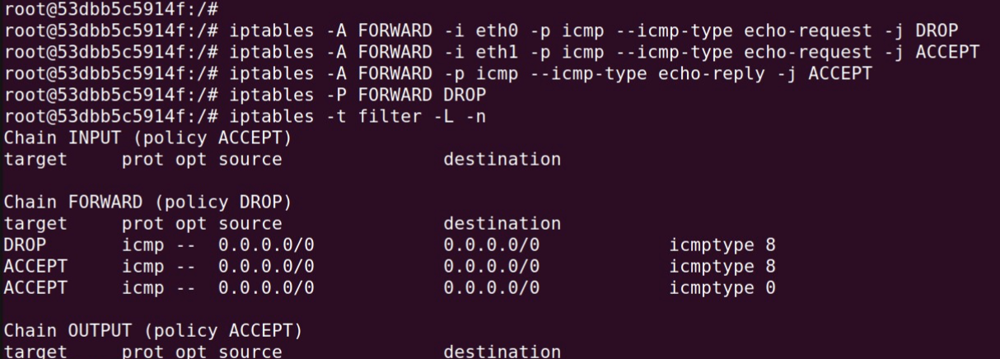 root@53dbb5c5914f:/#
root@53dbb5c5914f:/# iptables -A FORWARD -i eth0 -p icmp --icmp-type echo-request -j DROP
root@53dbb5c5914f:/# iptables -A FORWARD -i eth1 -p icmp --icmp-type echo-request -j ACCEPT
root@53dbb5c5914f:/# iptables -A FORWARD -p icmp --icmp-type echo-reply -j ACCEPT
root@53dbb5c5914f:/# iptables -P FORWARD DROP
root@53dbb5c5914f:/# iptables -t filter -L -n
Chain INPUT (policy ACCEPT)
target     prot opt source               destination

Chain FORWARD (policy DROP)
target     prot opt source               destination
DROP       icmp --  0.0.0.0/0            0.0.0.0/0            icmptype 8
ACCEPT     icmp --  0.0.0.0/0            0.0.0.0/0            icmptype 8
ACCEPT     icmp --  0.0.0.0/0            0.0.0.0/0            icmptype 0

Chain OUTPUT (policy ACCEPT)
target     prot opt source               destination